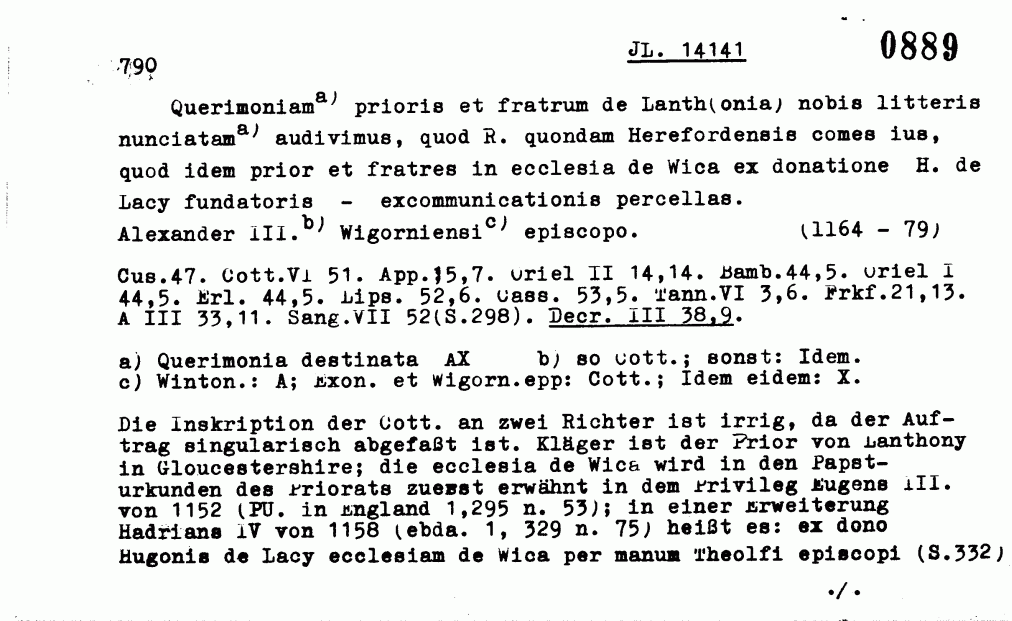 JL. 14141 0889
790
Querimoniam a) prioris et fratrum de Lanth(onia) nobis litteris
nunciatam a) audivimus, quod R. quondam Herefordensis comes ius,
quod idem prior et fratres in ecclesia de Wica ex donatione H. de
Lacy fundatoris - excommunicationis percellas.
Alexander III. b) Wigorniensi c) episcopo. (1164 - 79)
Cus.47. Cott.VI 51. App.15,7. Oriel II 14,14. Bamb.44,5. Oriel I
44,5. Erl. 44,5. Lips. 52,6. Cass. 53,5. Tann.VI 3,6. Frkf.21,13.
A III 33,11. Sang.VII 52(S.298). Decr. III 38,9.
a) Querimonia destinata AX b) so Cott.; sonst: Idem.
c) Winton.: A; Exon. et Wigorn.epp: Cott.; Idem eidem: X.
Die Inskription der Cott. an zwei Richter ist irrig, da der Auf-
trag singularisch abgefaßt ist. Kläger ist der Prior von Lanthony
in Gloucestershire; die ecclesia de Wica wird in den Papst-
urkunden des Priorats zuerst erwähnt in dem Privileg Eugens III.
von 1152 (PU. in England 1,295 n. 53); in einer Erweiterung
Hadrians IV von 1158 (ebda. 1, 329 n. 75) heißt es: ex dono
Hugonis de Lacy ecclesiam de Wica per manum Theolfi episcopi (S.332)
./.